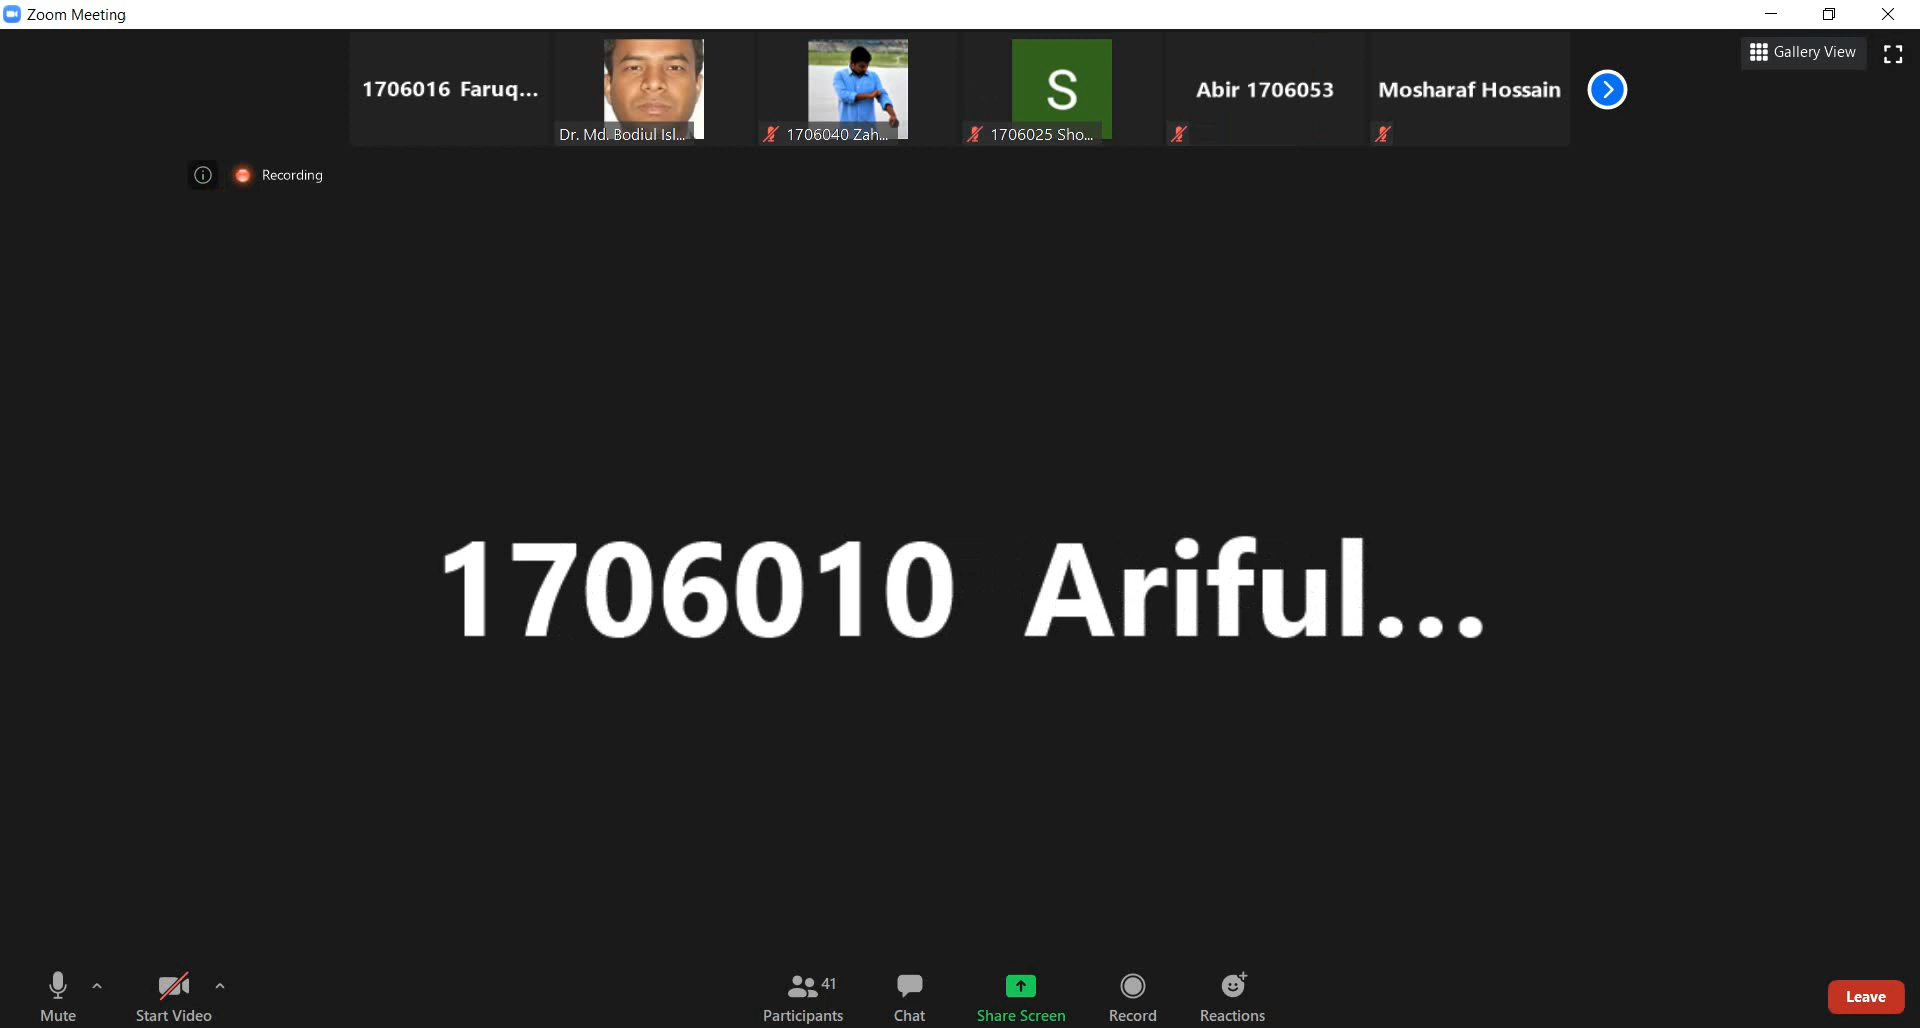 Zoom Meeting
1706016 Faruq...
Dr. Md. Bodiul Isl...
1706040 Zah...
S
1706025 Sho...
Abir 1706053
Mosharaf Hossain
Gallery View
Recording
1706010 Ariful...
Mute
Start Video
41
Participants
Chat
Share Screen
Record
Reactions
Leave